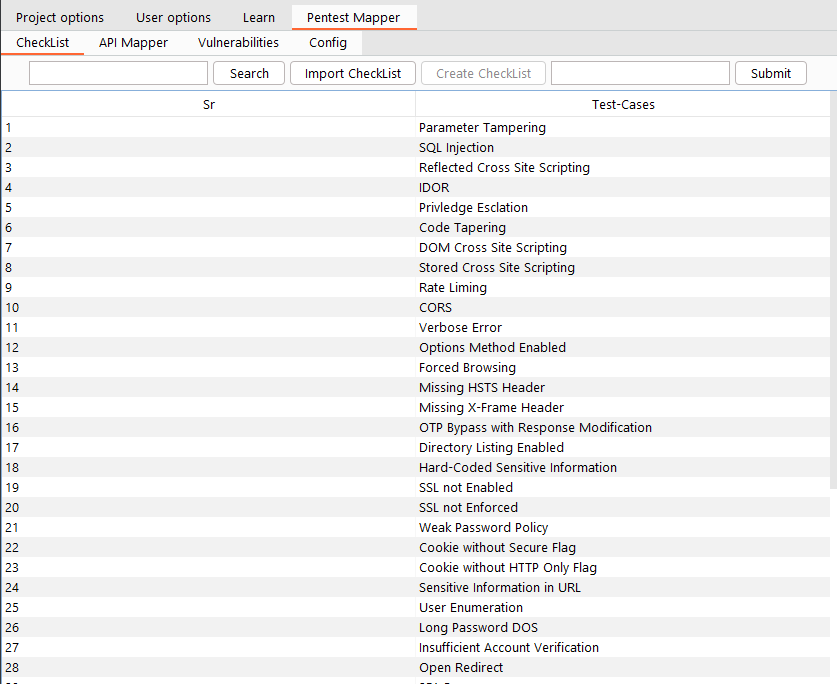 Project options User options Learn Pentest Mapper
CheckList API Mapper Vulnerabilities Config
Search Import CheckList Create CheckList Submit
Sr Test-Cases
1 Parameter Tampering
2 SQL Injection
3 Reflected Cross Site Scripting
4 IDOR
5 Privledge Esclation
6 Code Tapering
7 DOM Cross Site Scripting
8 Stored Cross Site Scripting
9 Rate Liming
10 CORS
11 Verbose Error
12 Options Method Enabled
13 Forced Browsing
14 Missing HSTS Header
15 Missing X-Frame Header
16 OTP Bypass with Response Modification
17 Directory Listing Enabled
18 Hard-Coded Sensitive Information
19 SSL not Enabled
20 SSL not Enforced
21 Weak Password Policy
22 Cookie without Secure Flag
23 Cookie without HTTP Only Flag
24 Sensitive Information in URL
25 User Enumeration
26 Long Password DOS
27 Insufficient Account Verification
28 Open Redirect